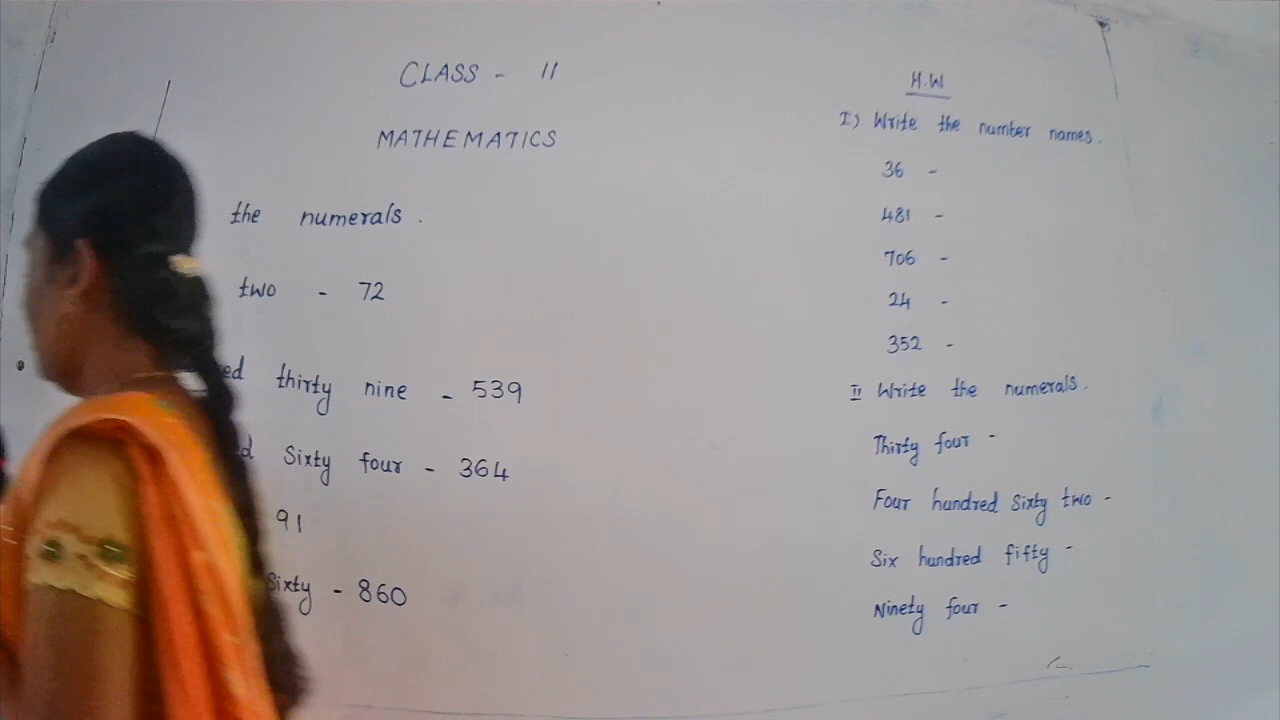 CLASS - II
MATHEMATICS
the numerals.
two - 72
ed thirty nine - 539
d Sixty four - 364
91
Sixty - 860
H.W
I) Write the number names.
36 -
481 -
706 -
24 -
352 -
II Write the numerals.
Thirty four -
Four hundred Sixty two -
Six hundred fifty -
Ninety four -